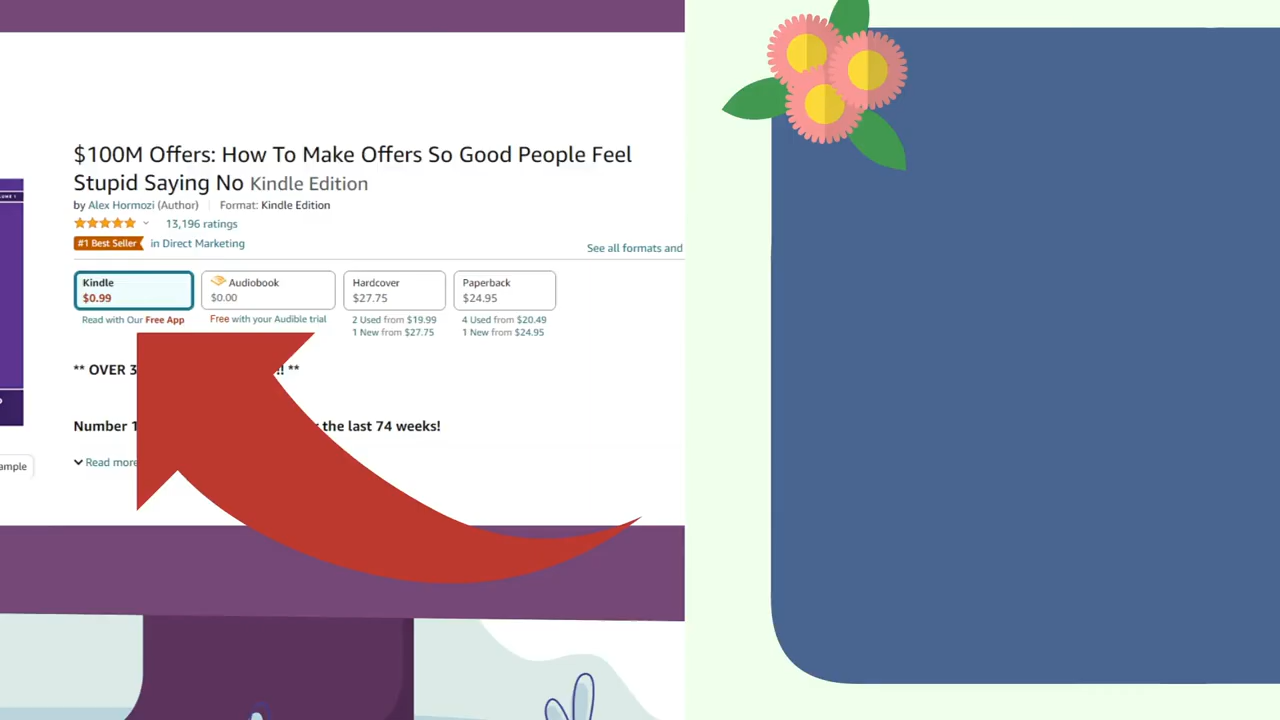 $100M Offers: How To Make Offers So Good People Feel
Stupid Saying No Kindle Edition
by Alex Hormozi (Author) Format: Kindle Edition
13,196 ratings
#1 Best Seller in Direct Marketing
See all formats and
Kindle
$0.99
Read with Our Free App
Audiobook
$0.00
Free with your Audible trial
Hardcover
$27.75
2 Used from $19.99
1 New from $27.75
Paperback
$24.95
4 Used from $20.49
1 New from $24.95
** OVER 3 !! **
Number 1 the last 74 weeks!
Read more
ample